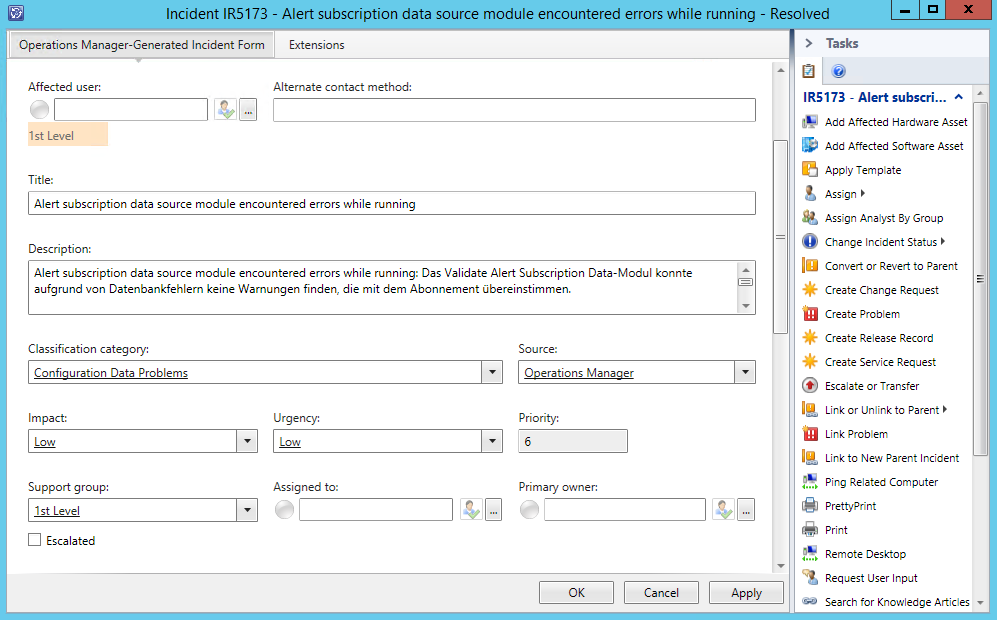 Incident IR5173 - Alert subscription data source module encountered errors while running - Resolved
Operations Manager-Generated Incident Form
Extensions
Affected user:
Alternate contact method:
...
1st Level
Title:
Alert subscription data source module encountered errors while running
Description:
Alert subscription data source module encountered errors while running: Das Validate Alert Subscription Data-Modul konnte
aufgrund von Datenbankfehlern keine Warnungen finden, die mit dem Abonnement übereinstimmen.
Classification category:
Source:
Configuration Data Problems
Operations Manager
Impact:
Urgency:
Priority:
Low
Low
6
Support group:
Assigned to:
Primary owner:
1st Level
...
...
Escalated
OK
Cancel
Apply
Tasks
IR5173 - Alert subscri...
Add Affected Hardware Asset
Add Affected Software Asset
Apply Template
Assign
Assign Analyst By Group
Change Incident Status
Convert or Revert to Parent
Create Change Request
Create Problem
Create Release Record
Create Service Request
Escalate or Transfer
Link or Unlink to Parent
Link Problem
Link to New Parent Incident
Ping Related Computer
PrettyPrint
Print
Remote Desktop
Request User Input
Search for Knowledge Articles